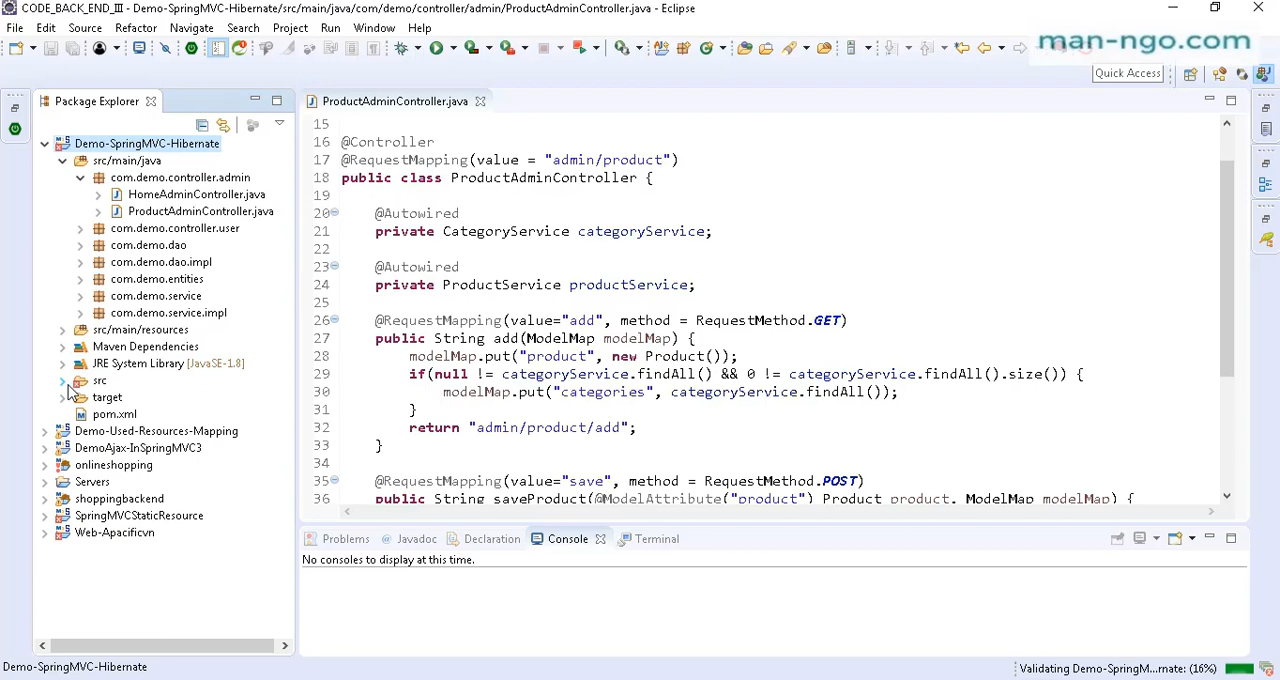 CODE_BACK_END_III - Demo-SpringMVC-Hibernate/src/main/java/com/demo/controller/admin/ProductAdminController.java - Eclipse
File Edit Source Refactor Navigate Search Project Run Window Help
man-ngo.com
Quick Access
Package Explorer
Demo-SpringMVC-Hibernate
src/main/java
com.demo.controller.admin
HomeAdminController.java
ProductAdminController.java
com.demo.controller.user
com.demo.dao
com.demo.dao.impl
com.demo.entities
com.demo.service
com.demo.service.impl
src/main/resources
Maven Dependencies
JRE System Library [JavaSE-1.8]
src
target
pom.xml
Demo-Used-Resources-Mapping
DemoAjax-InSpringMVC3
onlineshopping
Servers
shoppingbackend
SpringMVCStaticResource
Web-Apacificvn
ProductAdminController.java
15
16 @Controller
17 @RequestMapping(value = "admin/product")
18 public class ProductAdminController {
19
20 @Autowired
21 private CategoryService categoryService;
22
23 @Autowired
24 private ProductService productService;
25
26 @RequestMapping(value="add", method = RequestMethod.GET)
27 public String add(ModelMap modelMap) {
28 modelMap.put("product", new Product());
29 if(null != categoryService.findAll() && 0 != categoryService.findAll().size()) {
30 modelMap.put("categories", categoryService.findAll());
31 }
32 return "admin/product/add";
33 }
34
35 @RequestMapping(value="save", method = RequestMethod.POST)
36 public String saveProduct(@ModelAttribute("product") Product product, ModelMap modelMap) {
Problems @ Javadoc Declaration Console Terminal
No consoles to display at this time.
Demo-SpringMVC-Hibernate
Validating Demo-SpringM...rnate: (16%)